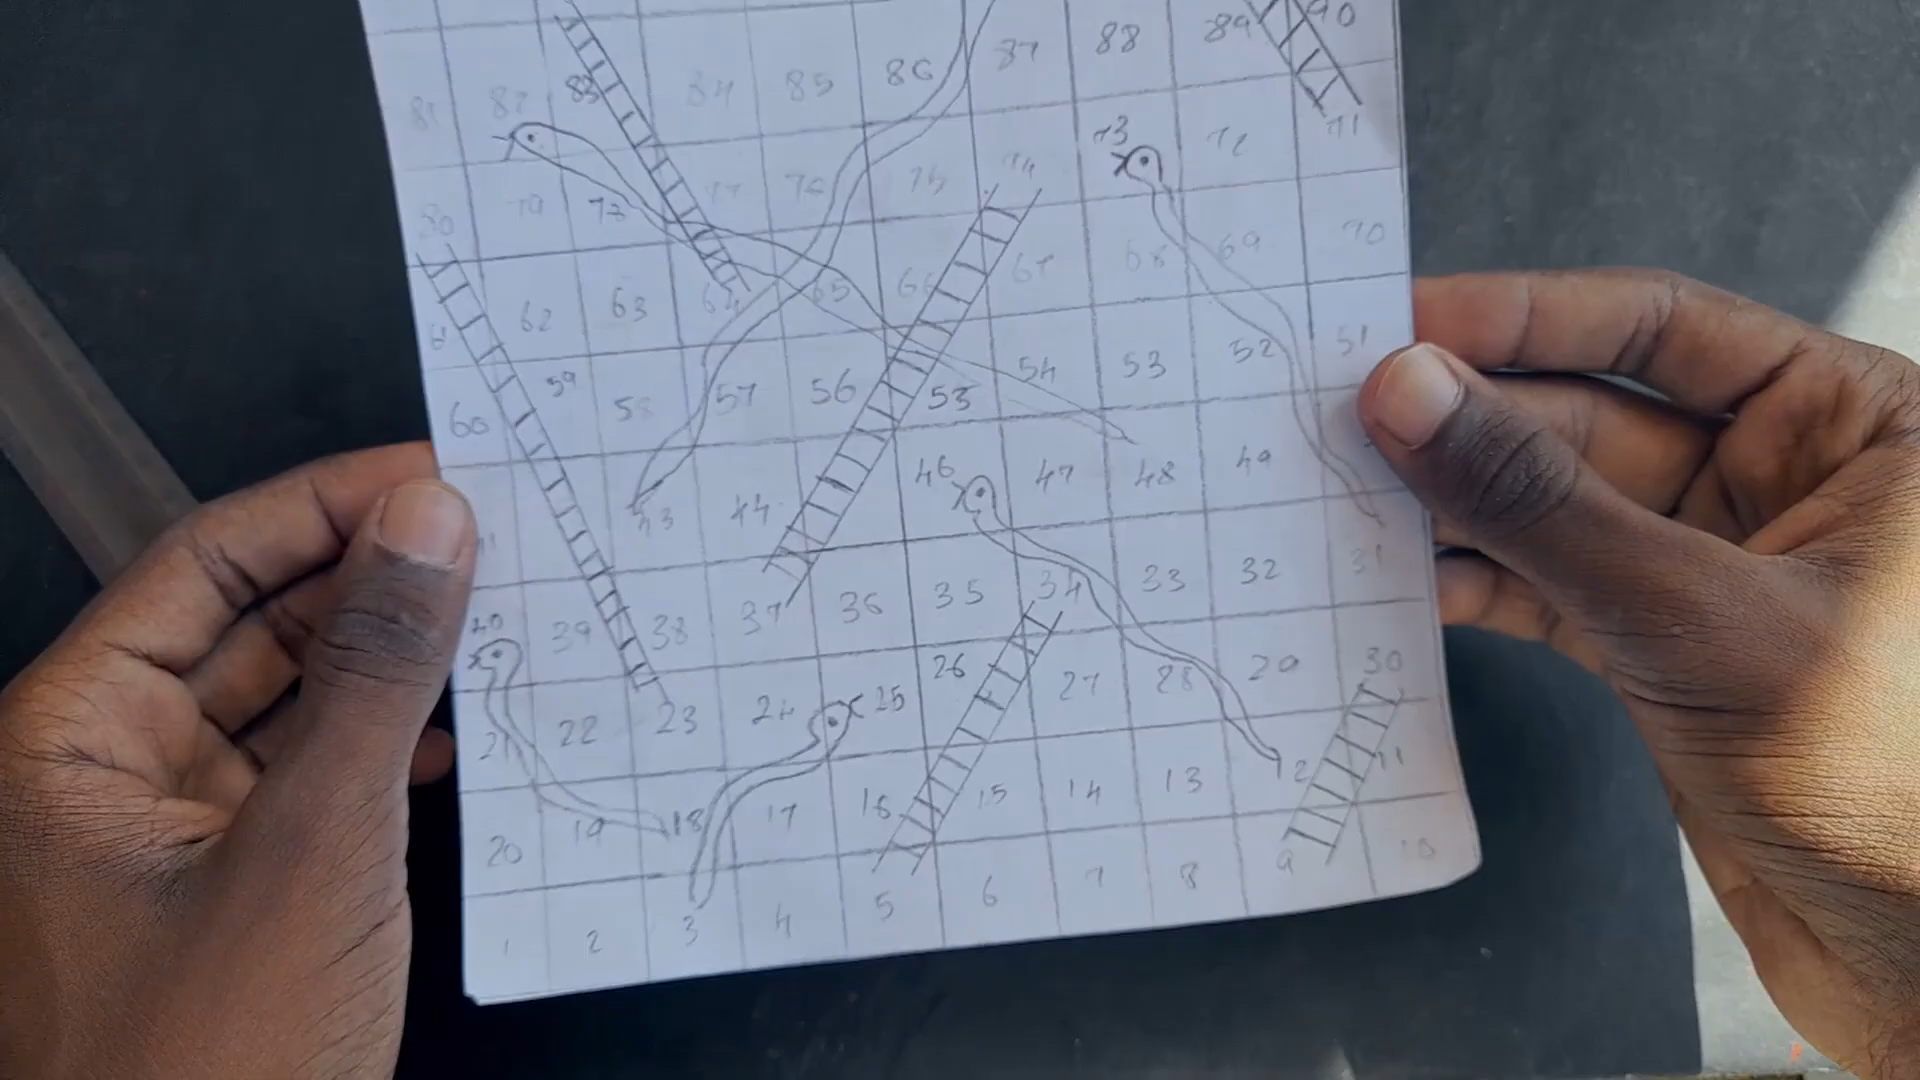 90
81 82 83 84 85 86 87 88 89
80 79 78 77 76 75 74 73 72 71
61 62 63 64 65 66 67 68 69 70
60 59 58 57 56 55 54 53 52 51
43 44 46 47 48 49
40 39 38 37 36 35 34 33 32 31
21 22 23 24 25 26 27 28 29 30
20 19 18 17 16 15 14 13 12 11
1 2 3 4 5 6 7 8 9 10